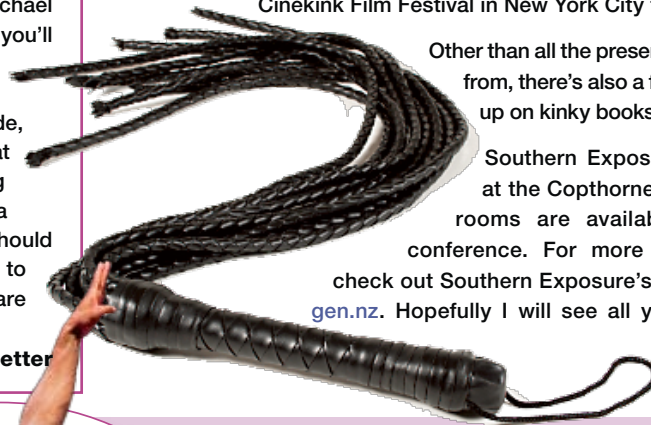 chael
you'll
de,
at
g
a
hould
to
are
etter
Cinekink Film Festival in New York City
Other than all the presen
from, there's also a f
up on kinky books
Southern Expos
at the Copthorne
rooms are availab
conference. For more
check out Southern Exposure's
gen.nz. Hopefully I will see all y